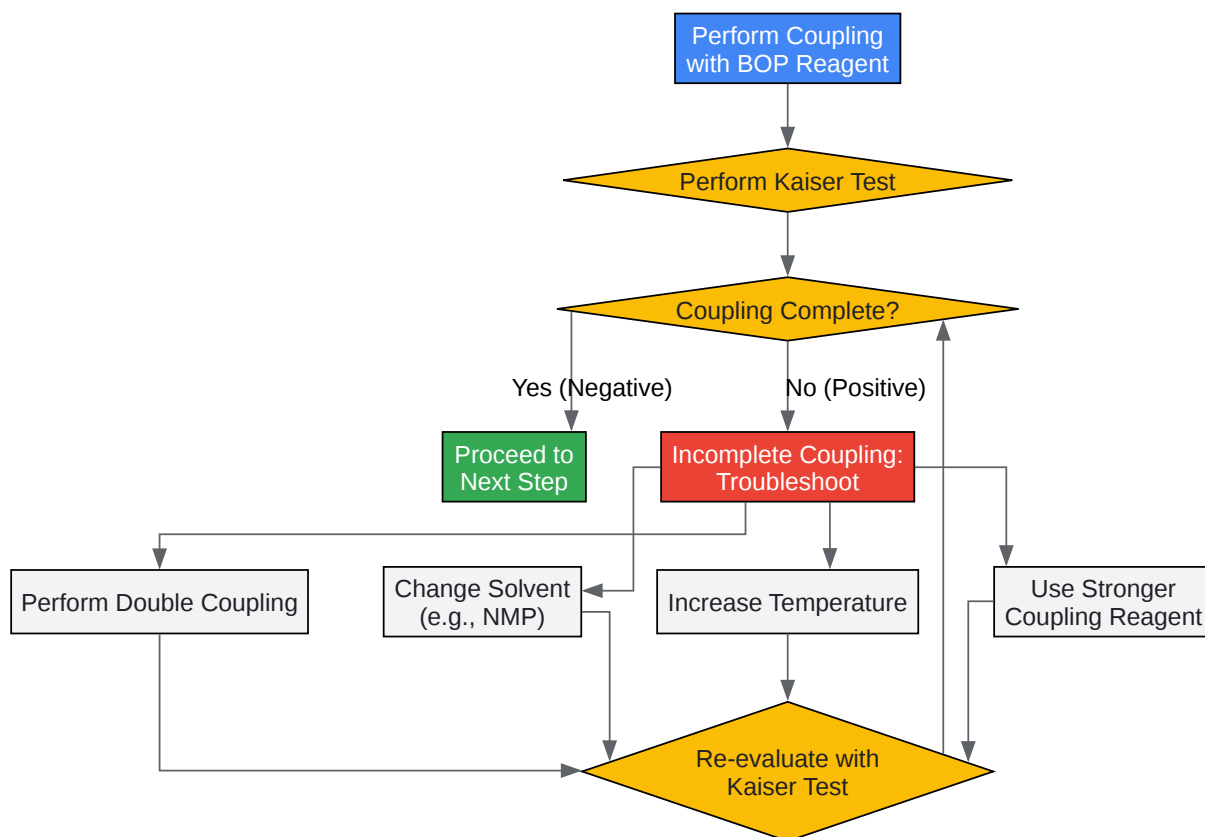 Perform Coupling
with BOP Reagent
Perform Kaiser Test
Coupling Complete?
Yes (Negative)
No (Positive)
Proceed to
Next Step
Incomplete Coupling:
Troubleshoot
Perform Double Coupling
Change Solvent
(e.g., NMP)
Increase Temperature
Use Stronger
Coupling Reagent
Re-evaluate with
Kaiser Test